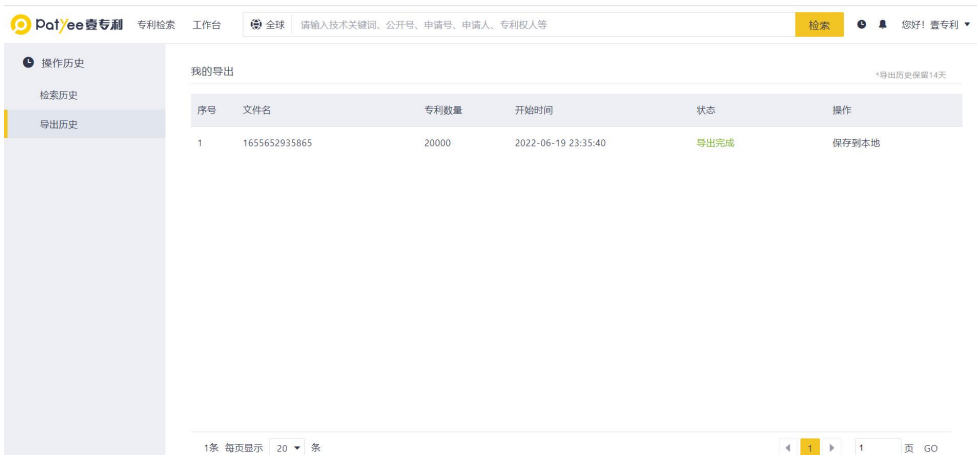 Patyee壹专利 专利检索 工作台 全球 请输入技术关键词、公开号、申请号、申请人、专利权人等 检索 您好！壹专利
操作历史
检索历史
导出历史
我的导出 *导出历史保留14天
序号 文件名 专利数量 开始时间 状态 操作
1 1655652935865 20000 2022-06-19 23:35:40 导出完成 保存到本地
1条 每页显示 20 条 1 1 页 GO